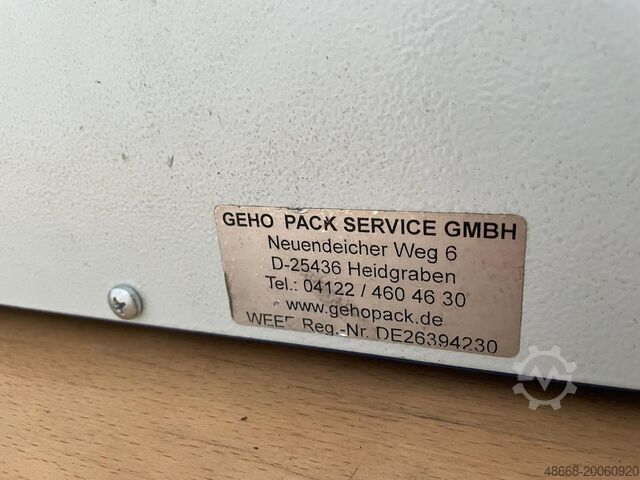 GEHO PACK SERVICE GMBH
Neuendeicher Weg 6
D-25436 Heidgraben
Tel.: 04122 / 460 46 30
www.gehopack.de
WEEE Reg.-Nr. DE26394230
48668-20060920